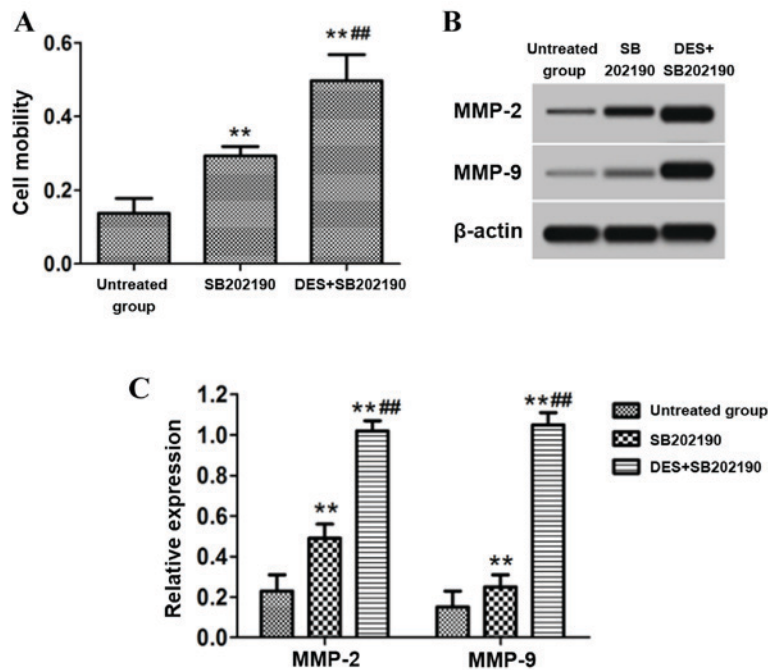 A
Cell mobility
0.6
0.4
0.2
0.0
**
**##
Untreated
group
SB202190
DES+SB202190
B
Untreated
group
SB
202190
DES+
SB202190
MMP-2
MMP-9
β-actin
C
Relative expression
1.2
1.0
0.8
0.6
0.4
0.2
0.0
**
**##
**
**##
MMP-2
MMP-9
Untreated group
SB202190
DES+SB202190